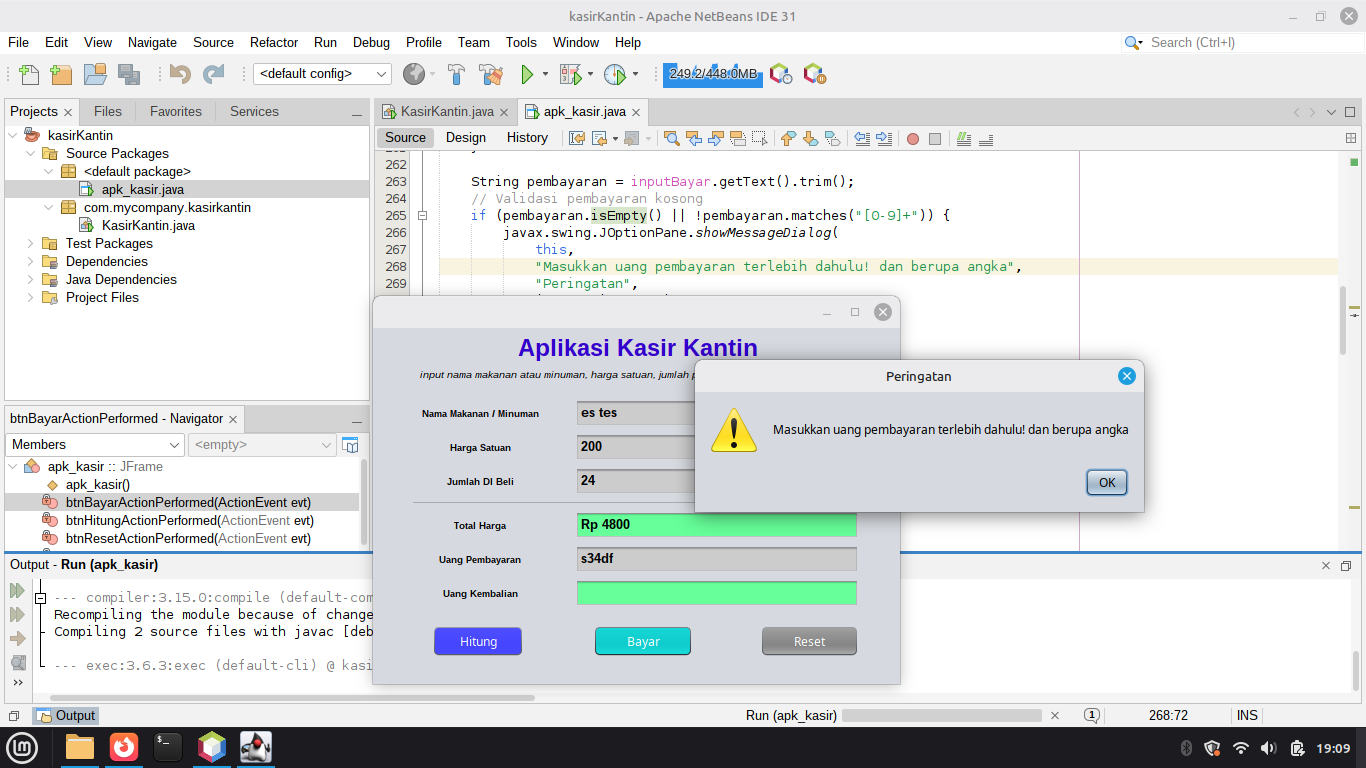 kasirKantin - Apache NetBeans IDE 31
File Edit View Navigate Source Refactor Run Debug Profile Team Tools Window Help
Search (Ctrl+I)
<default config>
249.2/448.0MB
Projects Files Favorites Services
kasirKantin
Source Packages
<default package>
apk_kasir.java
com.mycompany.kasirkantin
KasirKantin.java
Test Packages
Dependencies
Java Dependencies
Project Files
KasirKantin.java apk_kasir.java
Source Design History
262
263 String pembayaran = inputBayar.getText().trim();
264 // Validasi pembayaran kosong
265 if (pembayaran.isEmpty() || !pembayaran.matches("[0-9]+")) {
266 javax.swing.JOptionPane.showMessageDialog(
267 this,
268 "Masukkan uang pembayaran terlebih dahulu! dan berupa angka",
269 "Peringatan",
btnBayarActionPerformed - Navigator
Members <empty>
apk_kasir :: JFrame
apk_kasir()
btnBayarActionPerformed(ActionEvent evt)
btnHitungActionPerformed(ActionEvent evt)
btnResetActionPerformed(ActionEvent evt)
Aplikasi Kasir Kantin
input nama makanan atau minuman, harga satuan, jumlah
Nama Makanan / Minuman es tes
Harga Satuan 200
Jumlah DI Beli 24
Total Harga Rp 4800
Uang Pembayaran s34df
Uang Kembalian
Hitung Bayar Reset
Peringatan
Masukkan uang pembayaran terlebih dahulu! dan berupa angka
OK
Output - Run (apk_kasir)
--- compiler:3.15.0:compile (default-com
Recompiling the module because of change
Compiling 2 source files with javac [deb
--- exec:3.6.3:exec (default-cli) @ kasi
Output
Run (apk_kasir)
1
268:72
INS
19:09